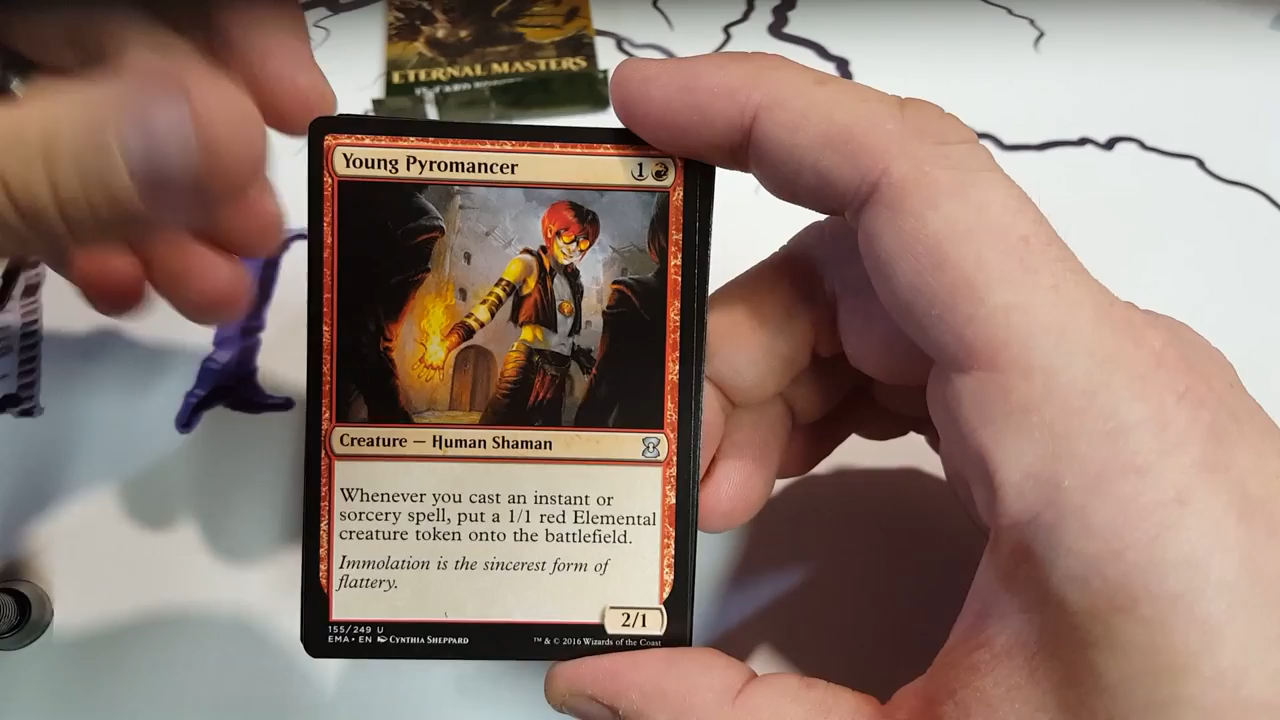 ETERNAL MASTERS
Young Pyromancer 1
Creature — Human Shaman
Whenever you cast an instant or
sorcery spell, put a 1/1 red Elemental
creature token onto the battlefield.
Immolation is the sincerest form of
flattery.
2/1
155/249 U
EMA • EN CYNTHIA SHEPPARD
™ & © 2016 Wizards of the Coast